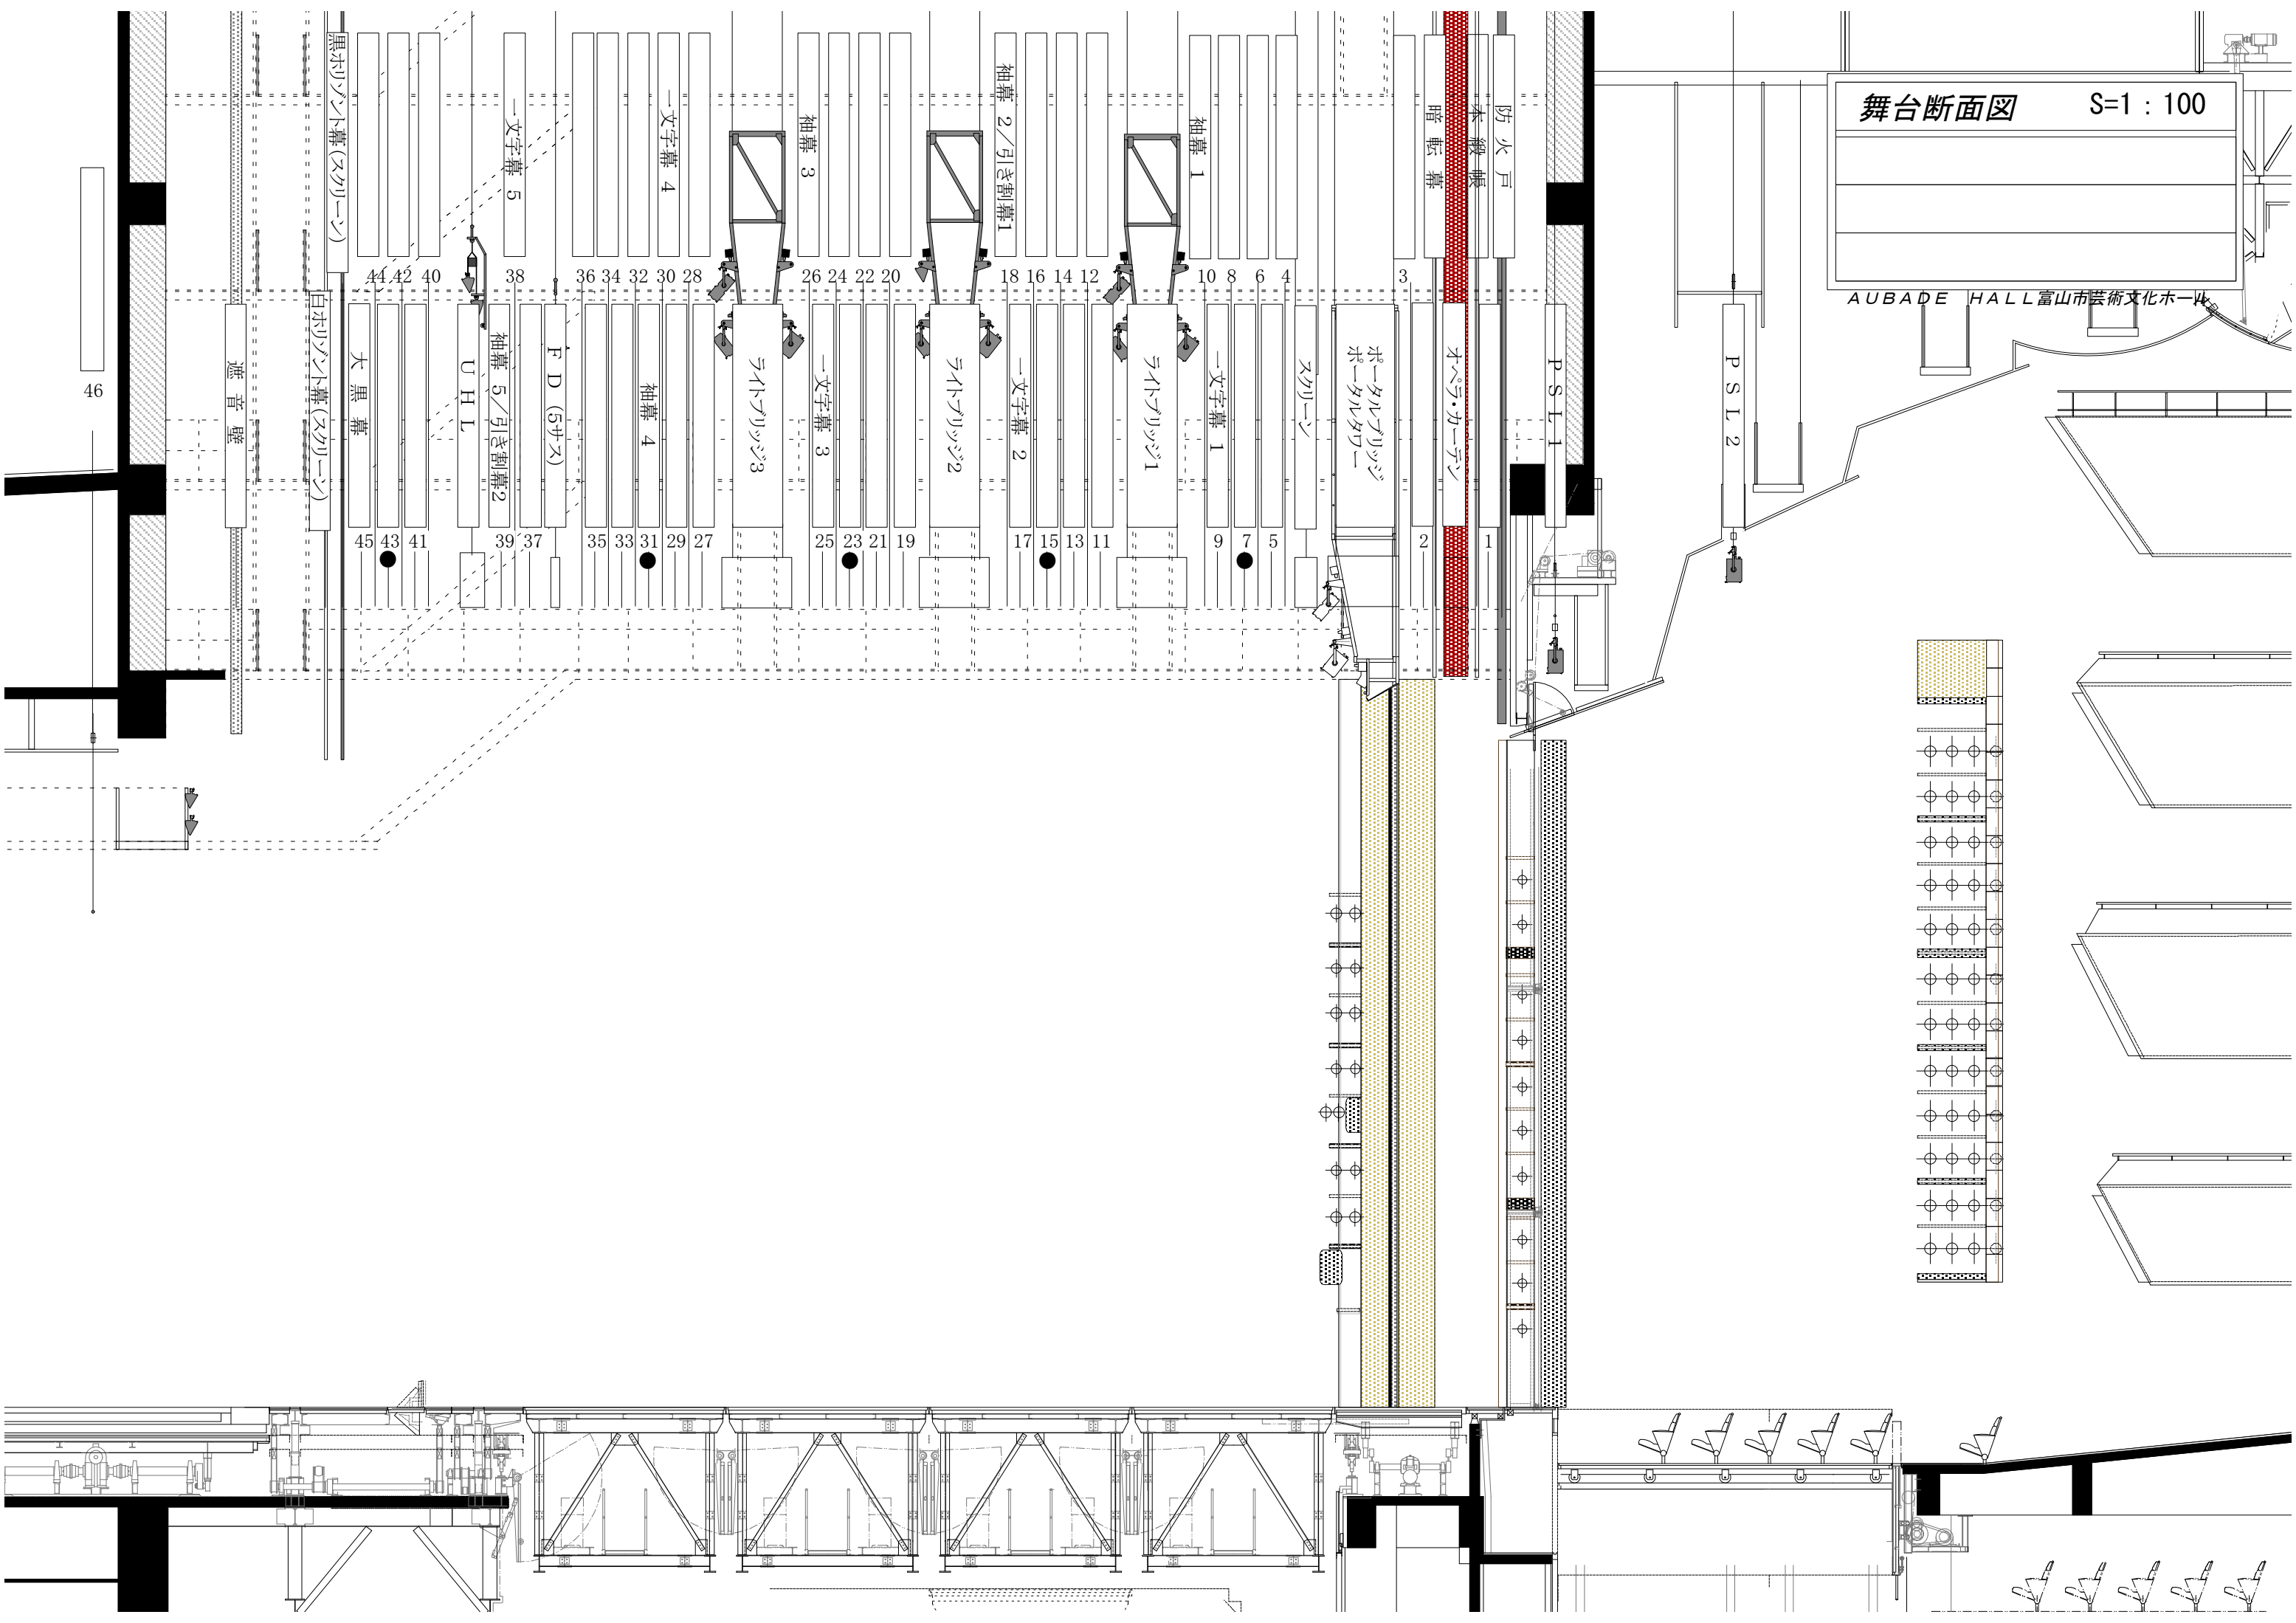 舞台断面図 S=1:100
AUBADE HALL富山市芸術文化ホール
黒ホリゾント幕(スクリーン)
一文字幕 5
一文字幕 4
袖幕 3
袖幕 2/引き割幕1
袖幕 1
暗転幕
本緞帳
防火戸
44 42 40 38 36 34 32 30 28 26 24 22 20 18 16 14 12 10 8 6 4 3
46
遮音壁
白ホリゾント幕(スクリーン)
大黒幕
UHL
袖幕 5/引き割幕2
FD (5サス)
袖幕 4
ライトブリッジ3
一文字幕 3
ライトブリッジ2
一文字幕 2
ライトブリッジ1
一文字幕 1
スクリーン
ポータルブリッジ
ポータルタワー
オペラ・カーテン
PSL1
PSL2
45 43 41 39 37 35 33 31 29 27 25 23 21 19 17 15 13 11 9 7 5 2 1